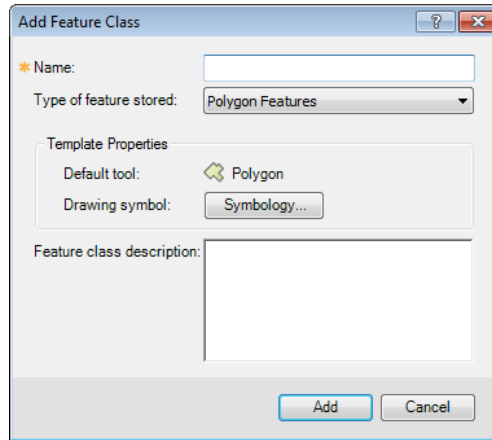 Add Feature Class
?
* Name:
Type of feature stored: Polygon Features
Template Properties
Default tool: Polygon
Drawing symbol: Symbology...
Feature class description:
Add Cancel